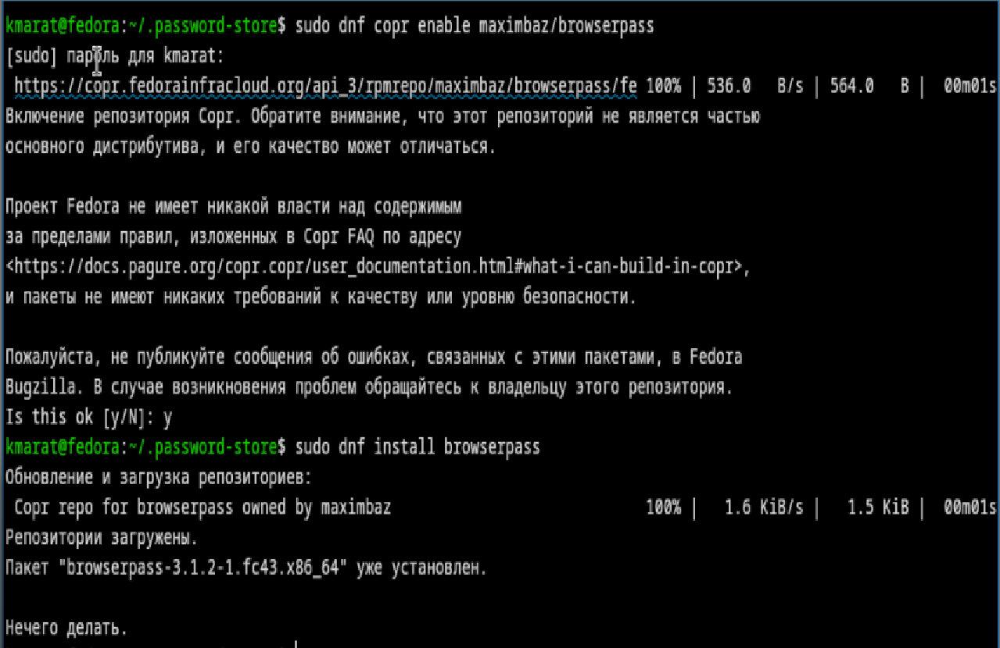 kmarat@fedora:~/.password-store$ sudo dnf copr enable maximbaz/browserpass
[sudo] пароль для kmarat:
https://copr.fedorainfracloud.org/api_3/rpmrepo/maximbaz/browserpass/fe 100% | 536.0   B/s | 564.0   B |  00m01s
Включение репозитория Copr. Обратите внимание, что этот репозиторий не является частью
основного дистрибутива, и его качество может отличаться.
Проект Fedora не имеет никакой власти над содержимым
за пределами правил, изложенных в Copr FAQ по адресу
<https://docs.pagure.org/copr.copr/user_documentation.html#what-i-can-build-in-copr>,
и пакеты не имеют никаких требований к качеству или уровню безопасности.
Пожалуйста, не публикуйте сообщения об ошибках, связанных с этими пакетами, в Fedora
Bugzilla. В случае возникновения проблем обращайтесь к владельцу этого репозитория.
Is this ok [y/N]: y
kmarat@fedora:~/.password-store$ sudo dnf install browserpass
Обновление и загрузка репозиториев:
Copr repo for browserpass owned by maximbaz 100% |   1.6 KiB/s |   1.5 KiB |  00m01s
Репозитории загружены.
Пакет "browserpass-3.1.2-1.fc43.x86_64" уже установлен.
Нечего делать.